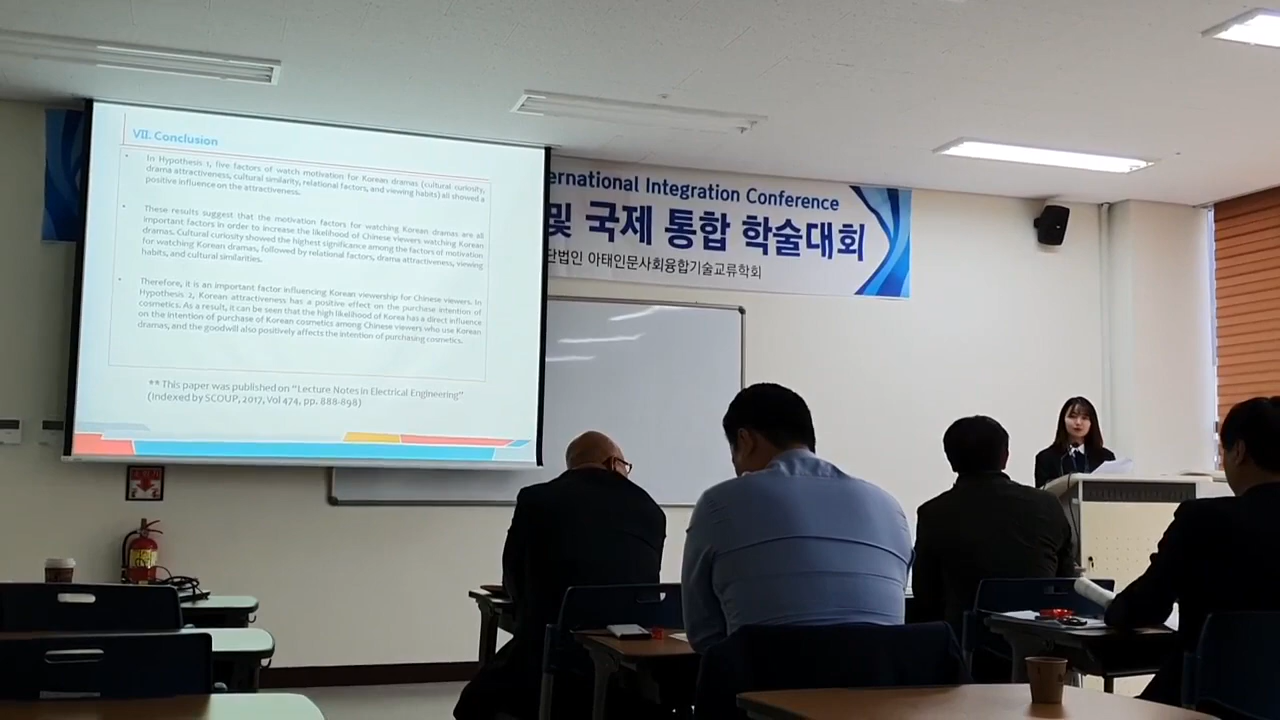 VII. Conclusion
• In Hypothesis 1, five factors of watch motivation for Korean dramas (cultural curiosity,
drama attractiveness, cultural similarity, relational factors, and viewing habits) all showed a
positive influence on the attractiveness.
• These results suggest that the motivation factors for watching Korean dramas are all
important factors in order to increase the likelihood of Chinese viewers watching Korean
dramas. Cultural curiosity showed the highest significance among the factors of motivation
for watching Korean dramas, followed by relational factors, drama attractiveness, viewing
habits, and cultural similarities.
• Therefore, it is an important factor influencing Korean viewership for Chinese viewers. In
Hypothesis 2, Korean attractiveness has a positive effect on the purchase intention of
cosmetics. As a result, it can be seen that the high likelihood of Korea has a direct influence
on the intention of purchase of Korean cosmetics among Chinese viewers who use Korean
dramas, and the goodwill also positively affects the intention of purchasing cosmetics.
** This paper was published on "Lecture Notes in Electrical Engineering"
(Indexed by SCOUP, 2017, Vol 474, pp. 888-898)
ernational Integration Conference
및 국제 통합 학술대회
단법인 아태인문사회융합기술교류학회